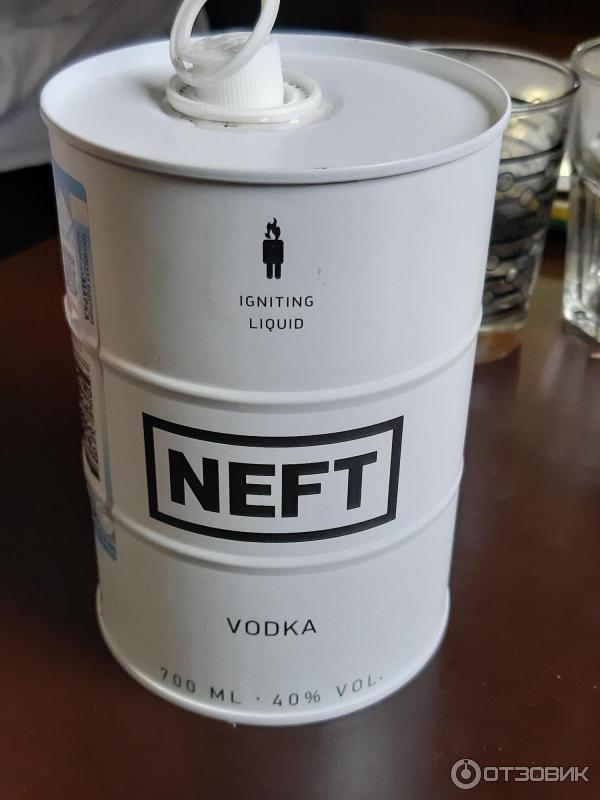 IGNITING
LIQUID
NEFT
VODKA
700 ML · 40% VOL.
ОТЗОВИК